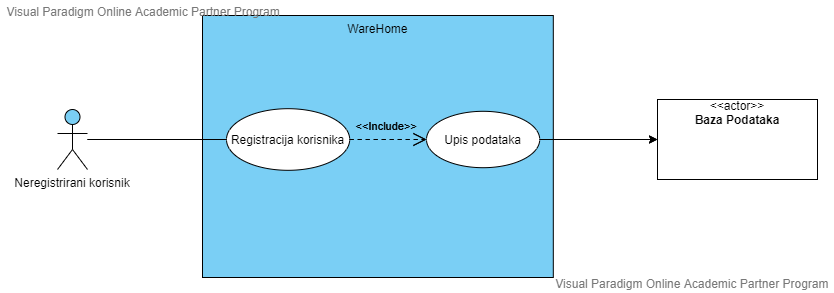 Visual Paradigm Online Academic Partner Program
WareHome
<<actor>>
Baza Podataka
<<Include>>
Registracija korisnika
Upis podataka
Neregistrirani korisnik
Visual Paradigm Online Academic Partner Program